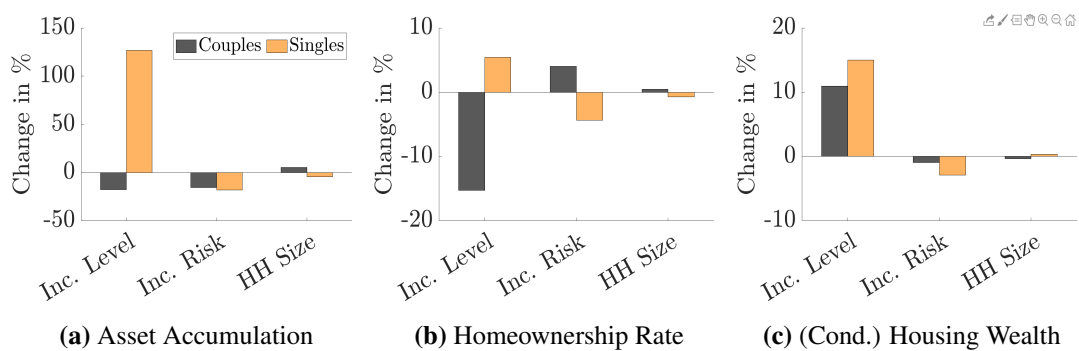 150
100
50
0
-50
Change in %
Couples Singles
Inc. Level
Inc. Risk
HH Size
(a) Asset Accumulation
10
0
-10
-20
Change in %
Inc. Level
Inc. Risk
HH Size
(b) Homeownership Rate
20
10
0
-10
Change in %
Inc. Level
Inc. Risk
HH Size
(c) (Cond.) Housing Wealth